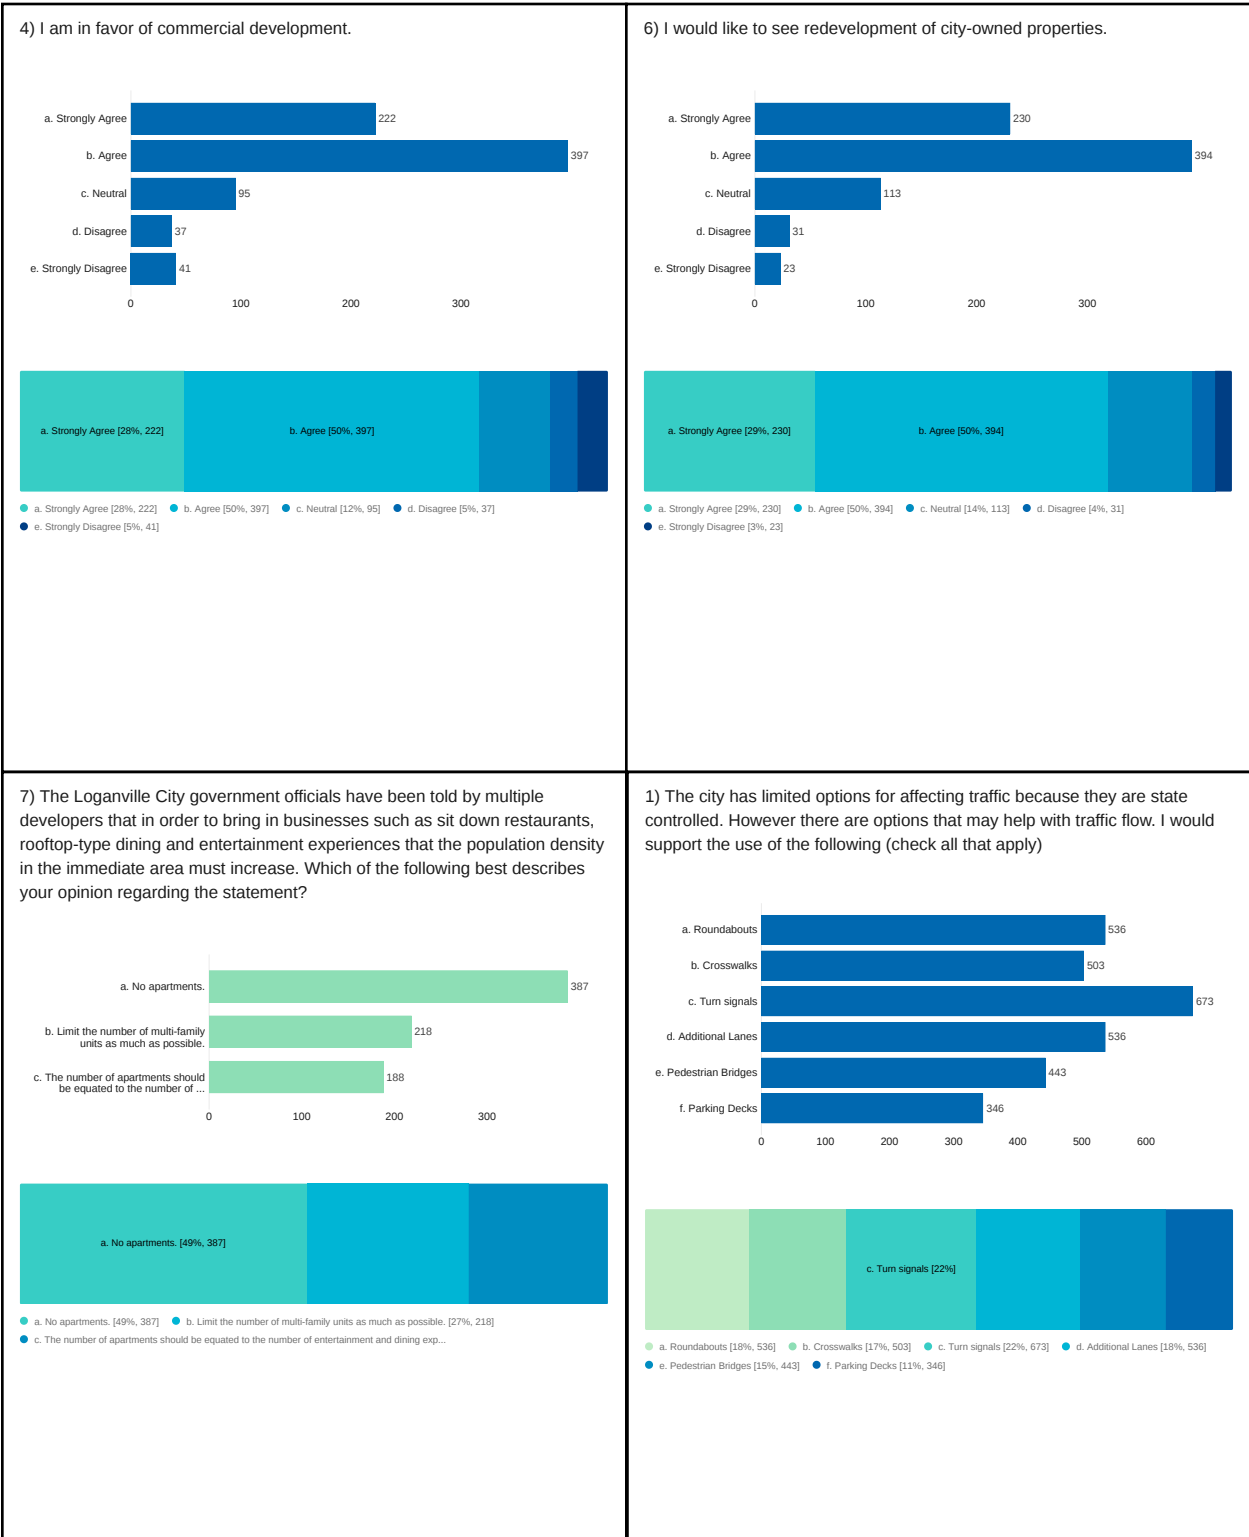 4) I am in favor of commercial development.
a. Strongly Agree
222
b. Agree
397
c. Neutral
95
d. Disagree
37
e. Strongly Disagree
41
0 100 200 300
a. Strongly Agree [28%, 222]
b. Agree [50%, 397]
a. Strongly Agree [28%, 222] b. Agree [50%, 397] c. Neutral [12%, 95] d. Disagree [5%, 37]
e. Strongly Disagree [5%, 41]
6) I would like to see redevelopment of city-owned properties.
a. Strongly Agree
230
b. Agree
394
c. Neutral
113
d. Disagree
31
e. Strongly Disagree
23
0 100 200 300
a. Strongly Agree [29%, 230]
b. Agree [50%, 394]
a. Strongly Agree [29%, 230] b. Agree [50%, 394] c. Neutral [14%, 113] d. Disagree [4%, 31]
e. Strongly Disagree [3%, 23]
7) The Loganville City government officials have been told by multiple
developers that in order to bring in businesses such as sit down restaurants,
rooftop-type dining and entertainment experiences that the population density
in the immediate area must increase. Which of the following best describes
your opinion regarding the statement?
a. No apartments.
387
b. Limit the number of multi-family
units as much as possible.
218
c. The number of apartments should
be equated to the number of ...
188
0 100 200 300
a. No apartments. [49%, 387]
a. No apartments. [49%, 387] b. Limit the number of multi-family units as much as possible. [27%, 218]
c. The number of apartments should be equated to the number of entertainment and dining exp...
1) The city has limited options for affecting traffic because they are state
controlled. However there are options that may help with traffic flow. I would
support the use of the following (check all that apply)
a. Roundabouts
536
b. Crosswalks
503
c. Turn signals
673
d. Additional Lanes
536
e. Pedestrian Bridges
443
f. Parking Decks
346
0 100 200 300 400 500 600
c. Turn signals [22%]
a. Roundabouts [18%, 536] b. Crosswalks [17%, 503] c. Turn signals [22%, 673] d. Additional Lanes [18%, 536]
e. Pedestrian Bridges [15%, 443] f. Parking Decks [11%, 346]